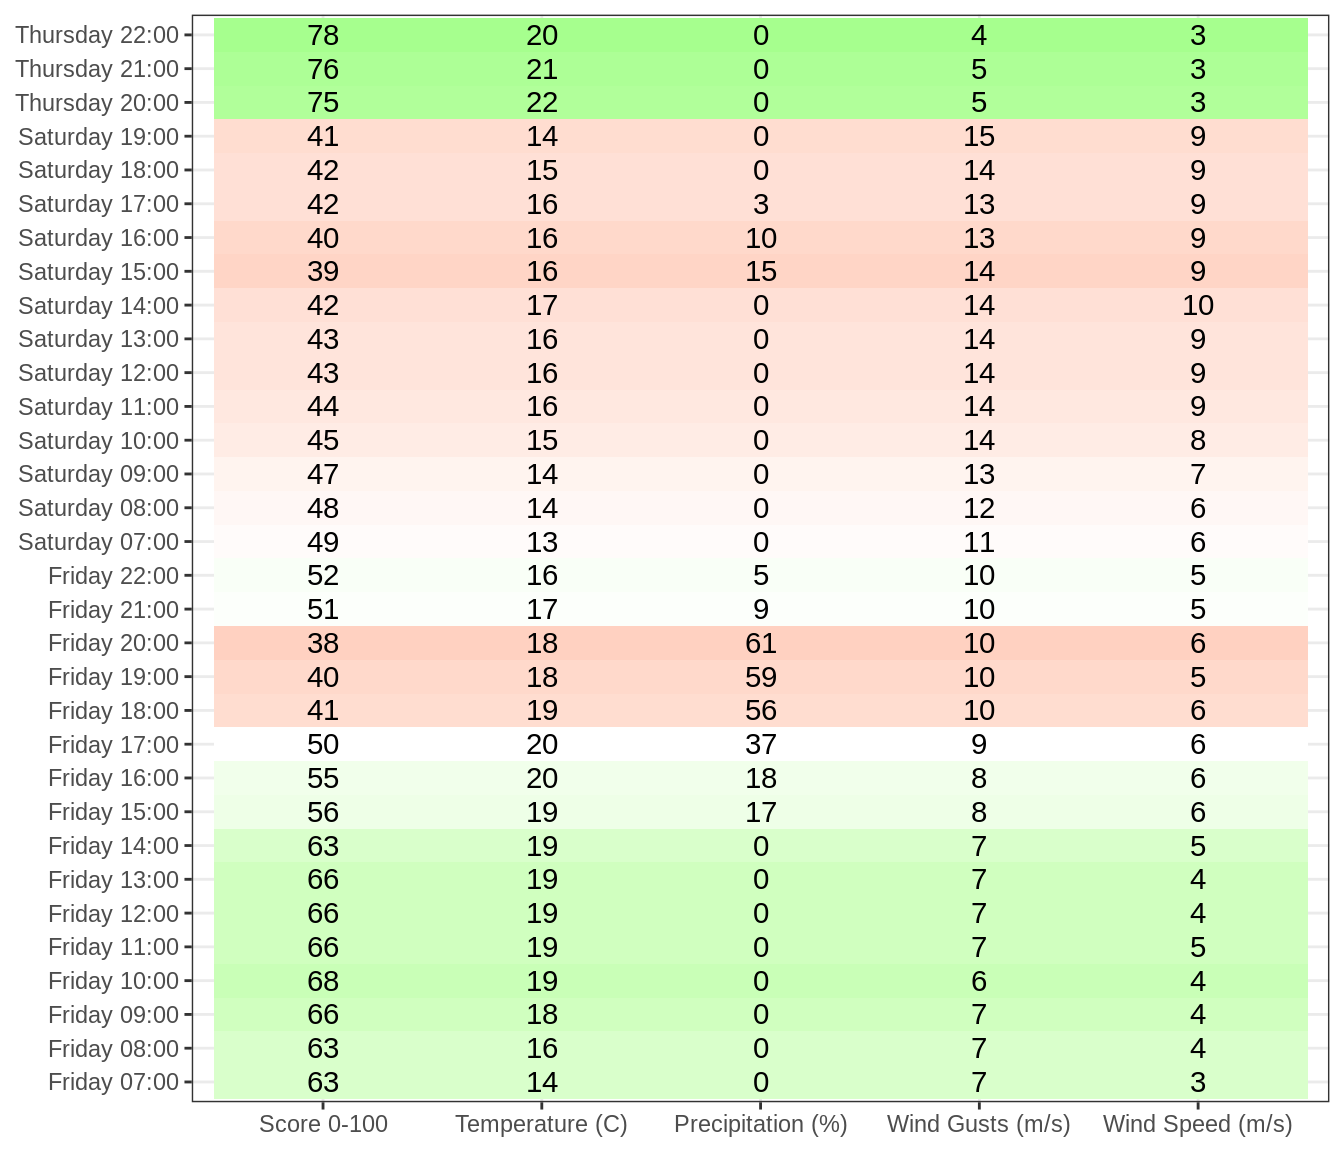 Thursday 22:00 78 20 0 4 3
Thursday 21:00 76 21 0 5 3
Thursday 20:00 75 22 0 5 3
Saturday 19:00 41 14 0 15 9
Saturday 18:00 42 15 0 14 9
Saturday 17:00 42 16 3 13 9
Saturday 16:00 40 16 10 13 9
Saturday 15:00 39 16 15 14 9
Saturday 14:00 42 17 0 14 10
Saturday 13:00 43 16 0 14 9
Saturday 12:00 43 16 0 14 9
Saturday 11:00 44 16 0 14 9
Saturday 10:00 45 15 0 14 8
Saturday 09:00 47 14 0 13 7
Saturday 08:00 48 14 0 12 6
Saturday 07:00 49 13 0 11 6
Friday 22:00 52 16 5 10 5
Friday 21:00 51 17 9 10 5
Friday 20:00 38 18 61 10 6
Friday 19:00 40 18 59 10 5
Friday 18:00 41 19 56 10 6
Friday 17:00 50 20 37 9 6
Friday 16:00 55 20 18 8 6
Friday 15:00 56 19 17 8 6
Friday 14:00 63 19 0 7 5
Friday 13:00 66 19 0 7 4
Friday 12:00 66 19 0 7 4
Friday 11:00 66 19 0 7 5
Friday 10:00 68 19 0 6 4
Friday 09:00 66 18 0 7 4
Friday 08:00 63 16 0 7 4
Friday 07:00 63 14 0 7 3
Score 0-100 Temperature (C) Precipitation (%) Wind Gusts (m/s) Wind Speed (m/s)